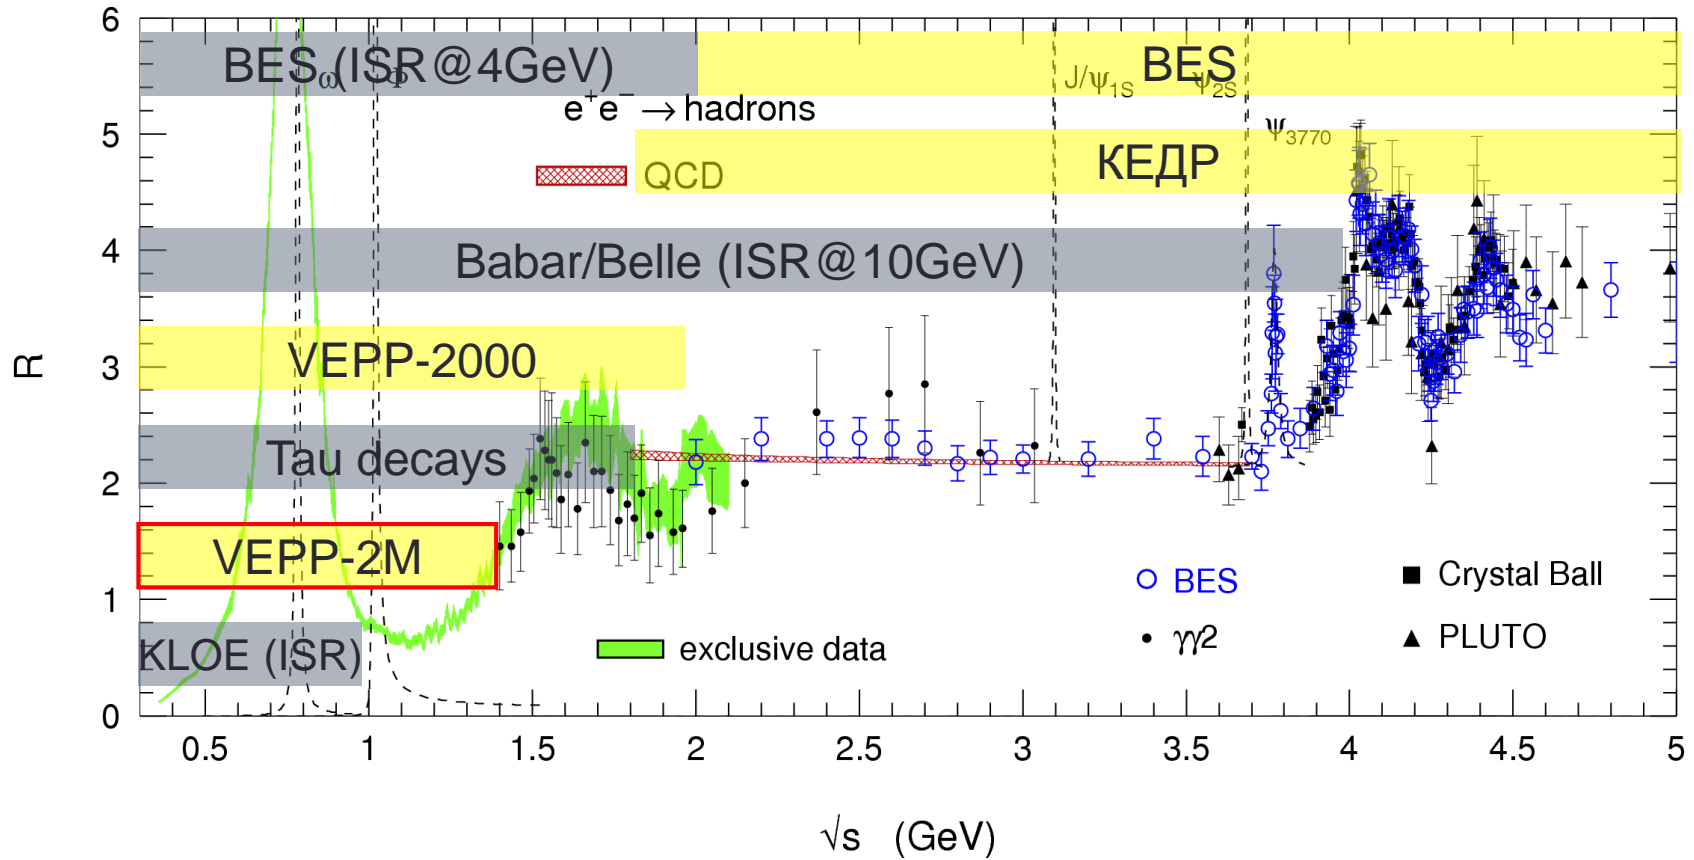 6
BES (ISR@4GeV)
ω
Φ
J/ψ1S
BES
ψ2S
e+e− → hadrons
5
ψ3770
QCD
КЕДР
4
Babar/Belle (ISR@10GeV)
3
VEPP-2000
Tau decays
2
VEPP-2M
BES
Crystal Ball
1
KLOE (ISR)
exclusive data
γγ2
PLUTO
0
0.5 1 1.5 2 2.5 3 3.5 4 4.5 5
R
√s (GeV)